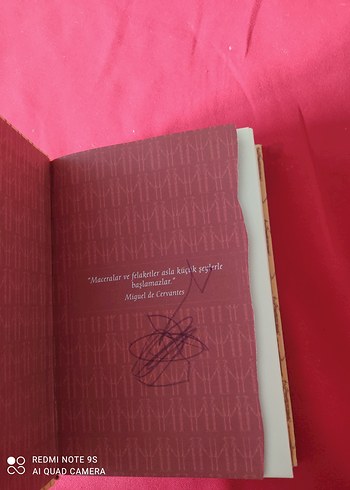 "Maceralar ve felaketler asla küçük şeylerle
başlamazlar."
Miguel de Cervantes
REDMI NOTE 9S
AI QUAD CAMERA